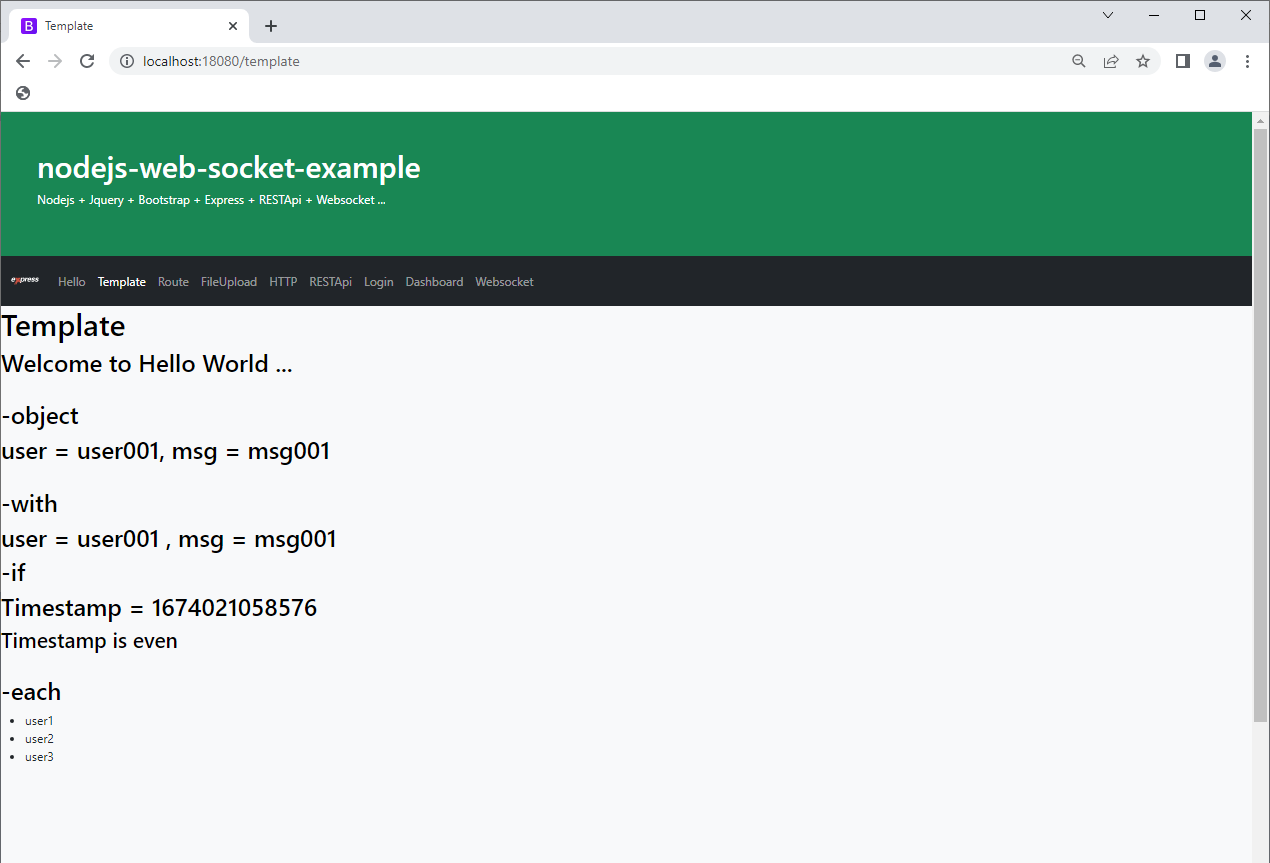 B Template
localhost:18080/template
nodejs-web-socket-example
Nodejs + Jquery + Bootstrap + Express + RESTApi + Websocket ...
express Hello Template Route FileUpload HTTP RESTApi Login Dashboard Websocket
Template
Welcome to Hello World ...
-object
user = user001, msg = msg001
-with
user = user001 , msg = msg001
-if
Timestamp = 1674021058576
Timestamp is even
-each
• user1
• user2
• user3